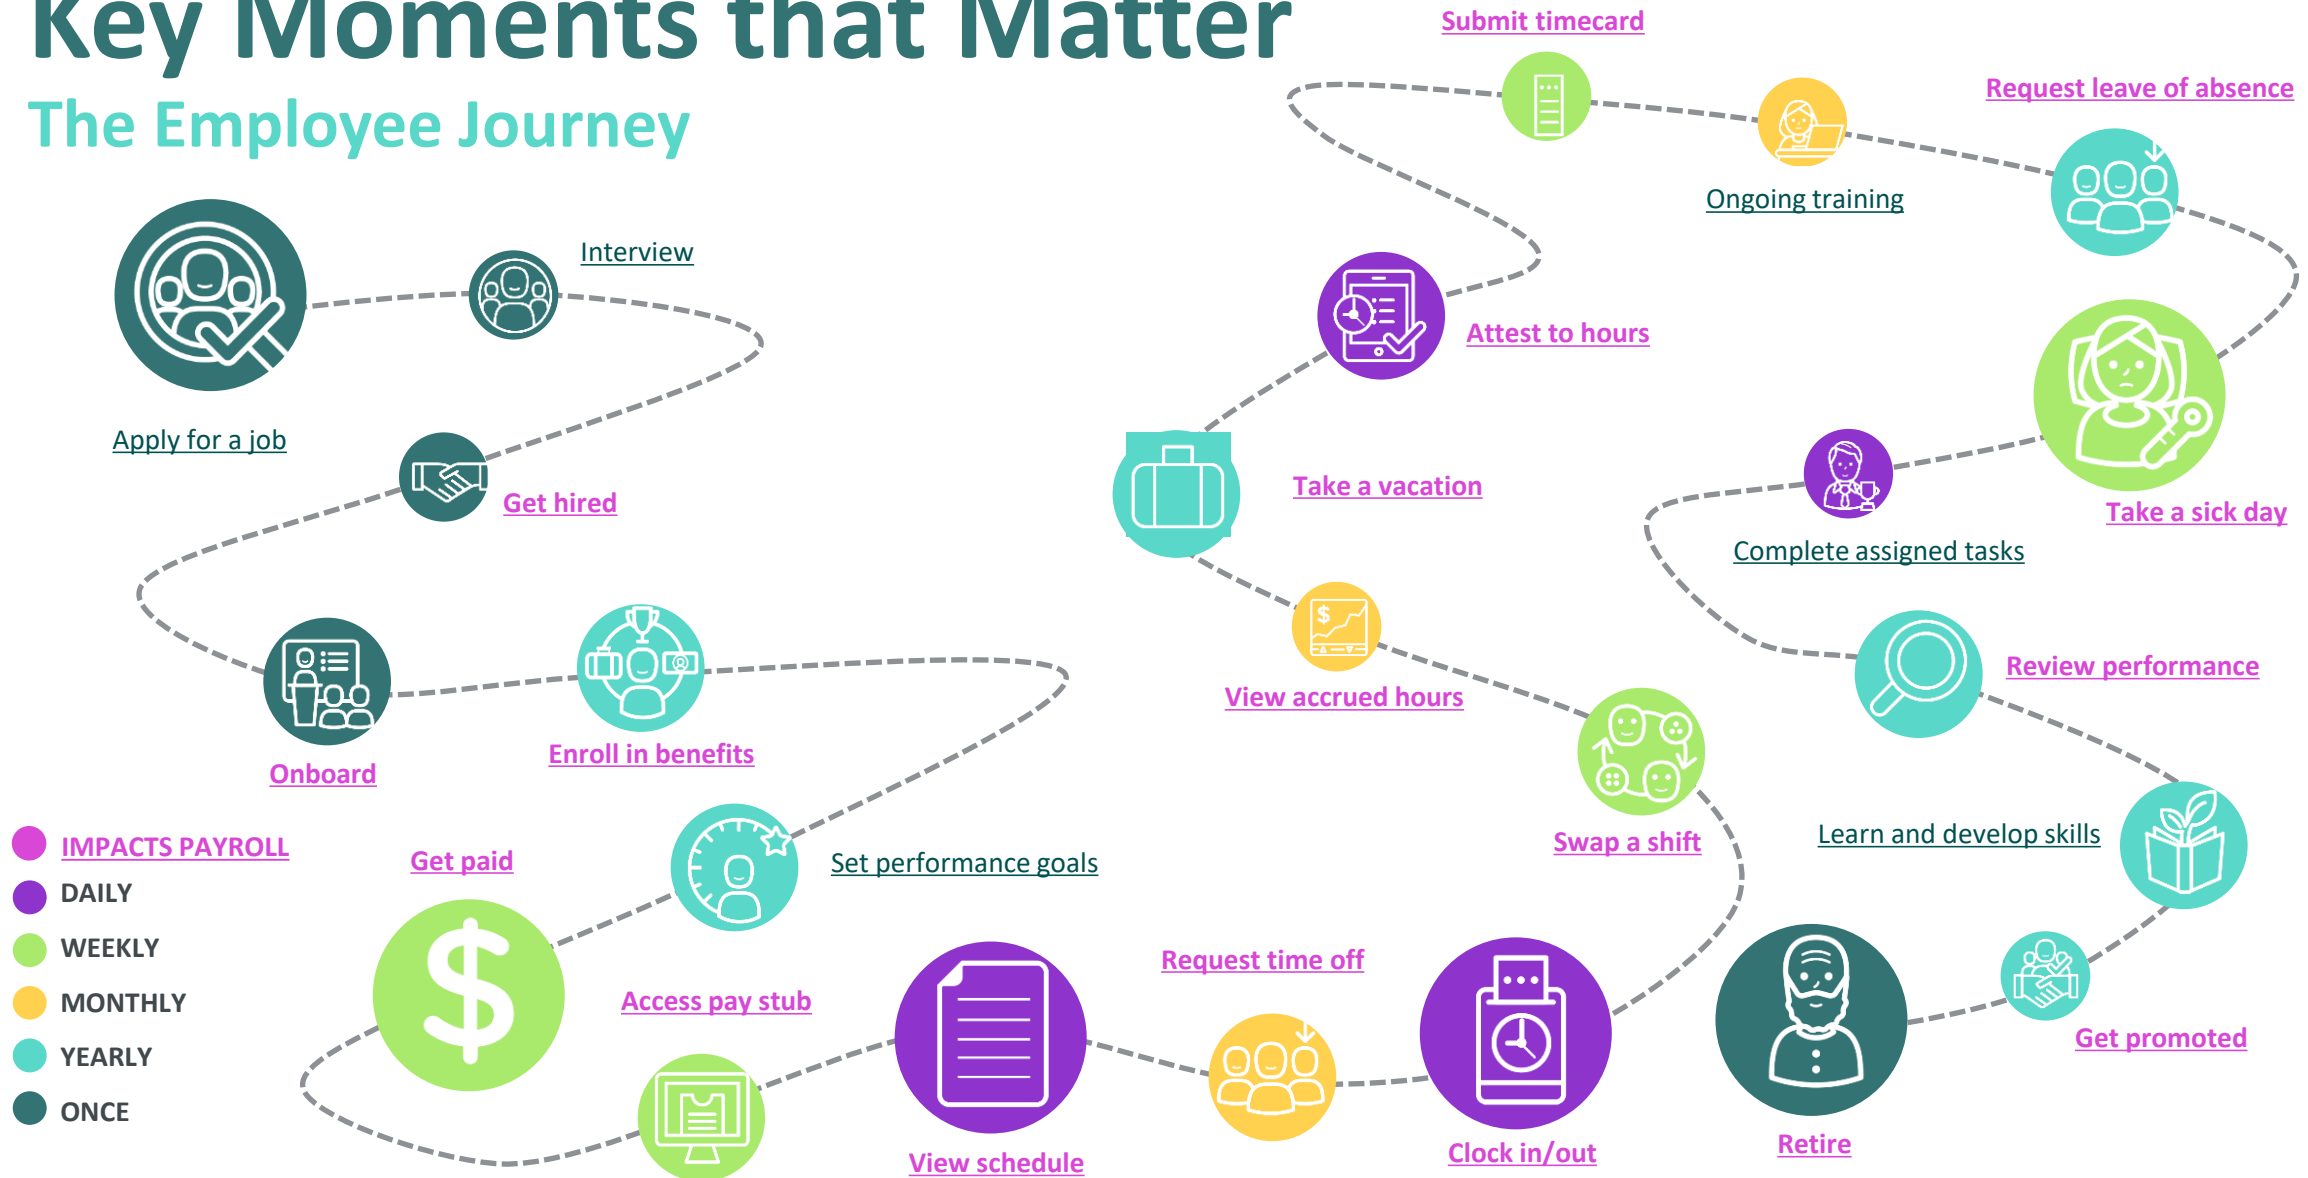 Key Moments that Matter
The Employee Journey
Apply for a job
Interview
Get hired
Onboard
Enroll in benefits
Set performance goals
Get paid
Access pay stub
View schedule
Request time off
Clock in/out
Swap a shift
View accrued hours
$
Take a vacation
Attest to hours
Submit timecard
Ongoing training
Request leave of absence
Take a sick day
Complete assigned tasks
Review performance
Learn and develop skills
Get promoted
Retire
IMPACTS PAYROLL
DAILY
WEEKLY
MONTHLY
YEARLY
ONCE
$